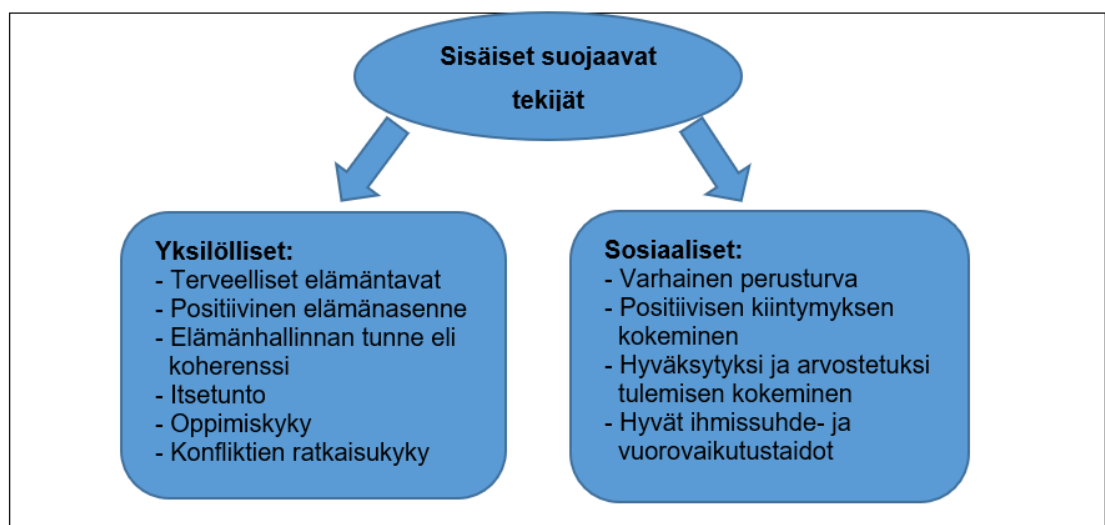 Sisäiset suojaavat
tekijät
Yksilölliset:
- Terveelliset elämäntavat
- Positiivinen elämänasenne
- Elämänhallinnan tunne eli
koherenssi
- Itsetunto
- Oppimiskyky
- Konfliktien ratkaisukyky
Sosiaaliset:
- Varhainen perusturva
- Positiivisen kiintymyksen
kokeminen
- Hyväksytyksi ja arvostetuksi
tulemisen kokeminen
- Hyvät ihmissuhde- ja
vuorovaikutustaidot